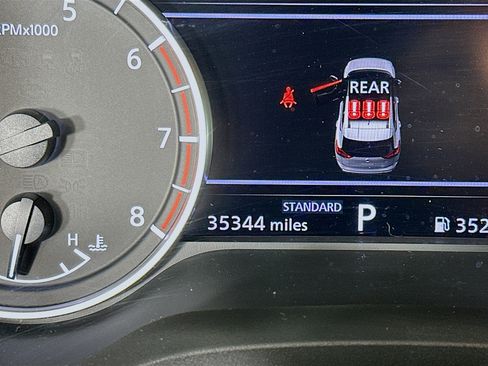 5
RPMx1000
6
7
8
H
REAR
STANDARD
35344 miles
P
352